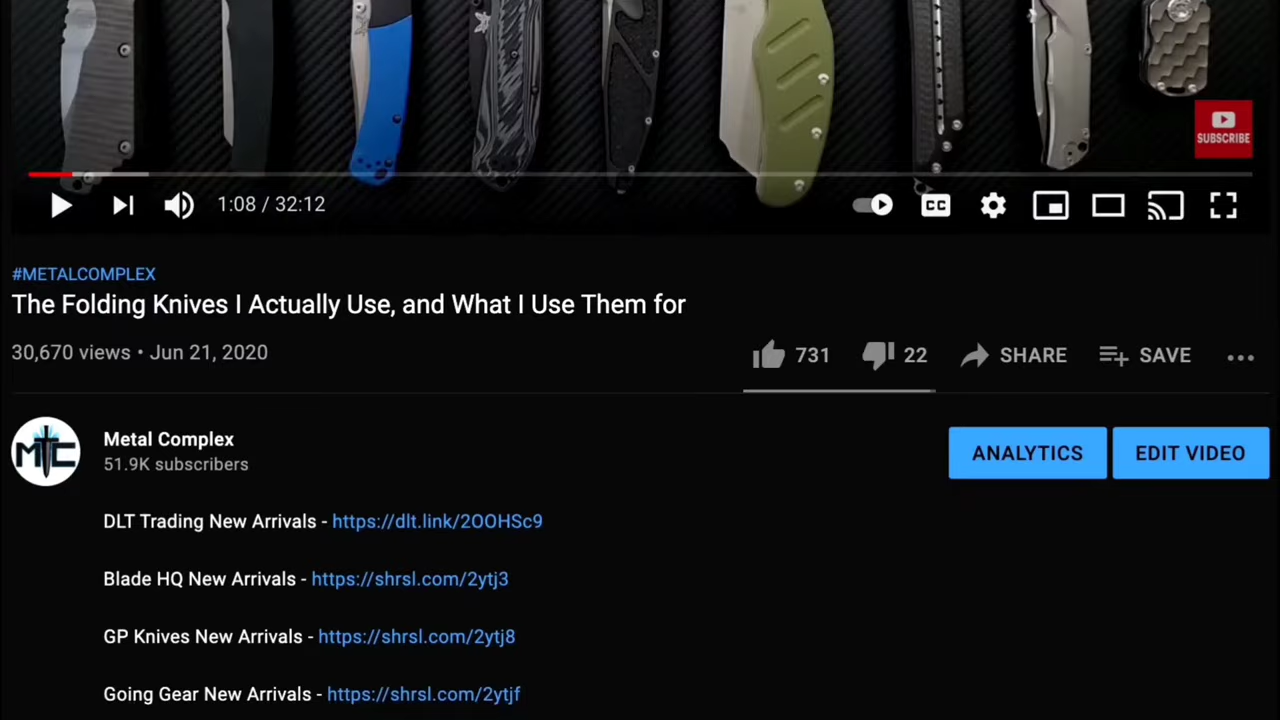 SUBSCRIBE
1:08 / 32:12
CC
#METALCOMPLEX
The Folding Knives I Actually Use, and What I Use Them for
30,670 views • Jun 21, 2020
731 22 SHARE SAVE
MTC
Metal Complex
51.9K subscribers
ANALYTICS EDIT VIDEO
DLT Trading New Arrivals - https://dlt.link/2OOHSc9
Blade HQ New Arrivals - https://shrsl.com/2ytj3
GP Knives New Arrivals - https://shrsl.com/2ytj8
Going Gear New Arrivals - https://shrsl.com/2ytjf